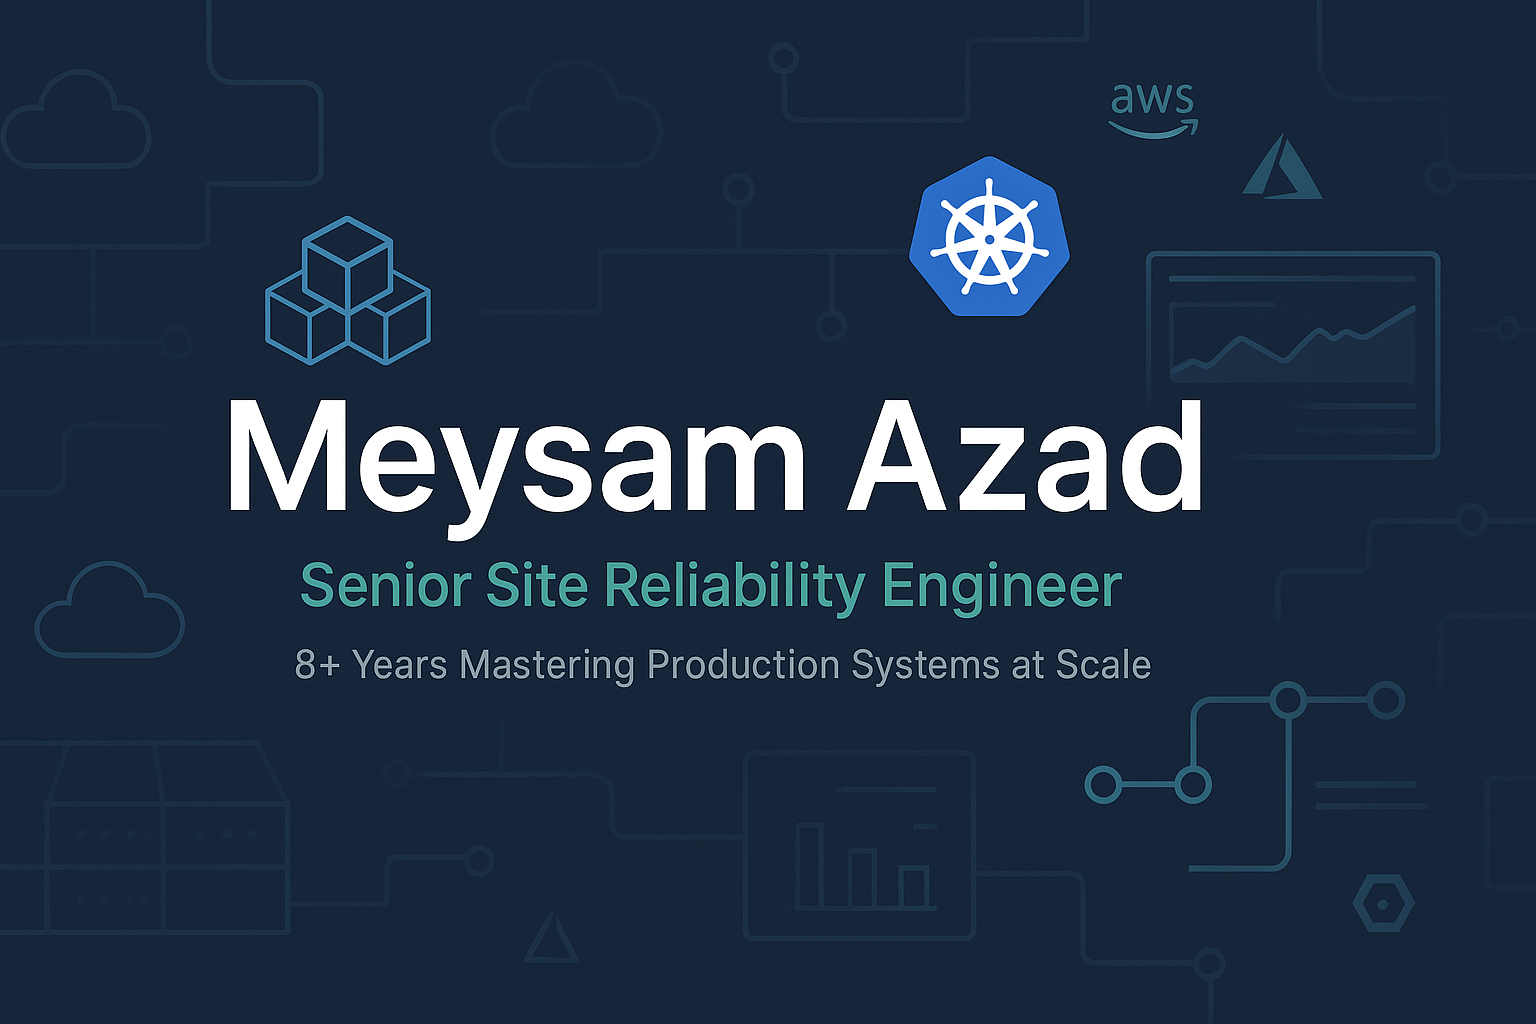 aws
Meysam Azad
Senior Site Reliability Engineer
8+ Years Mastering Production Systems at Scale